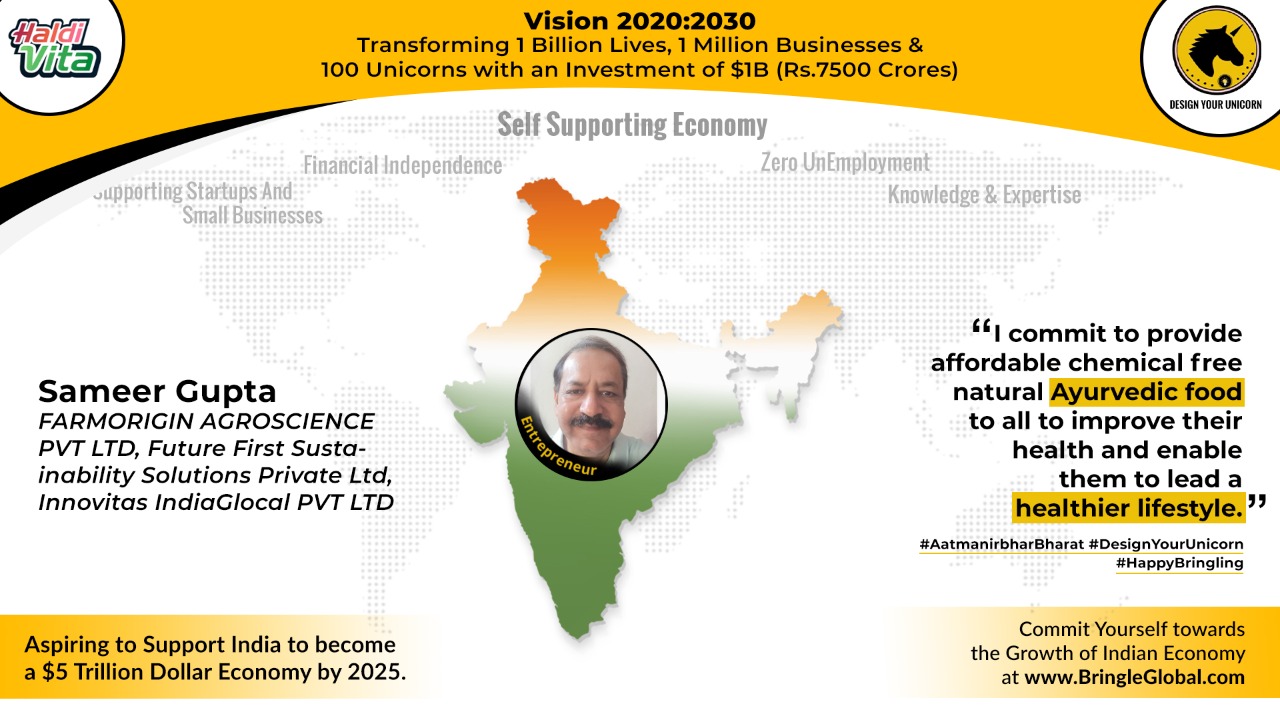 Haldi
Vita
Vision 2020:2030
Transforming 1 Billion Lives, 1 Million Businesses &
100 Unicorns with an Investment of $1B (Rs.7500 Crores)
DESIGN YOUR UNICORN
Self Supporting Economy
Financial Independence
Zero UnEmployment
Supporting Startups And
Small Businesses
Knowledge & Expertise
Sameer Gupta
FARMORIGIN AGROSCIENCE
PVT LTD, Future First Susta-
inability Solutions Private Ltd,
Innovitas IndiaGlocal PVT LTD
Entrepreneur
“I commit to provide
affordable chemical free
natural Ayurvedic food
to all to improve their
health and enable
them to lead a
healthier lifestyle.”
#AatmanirbharBharat #DesignYourUnicorn
#HappyBringling
Aspiring to Support India to become
a $5 Trillion Dollar Economy by 2025.
Commit Yourself towards
the Growth of Indian Economy
at www.BringleGlobal.com